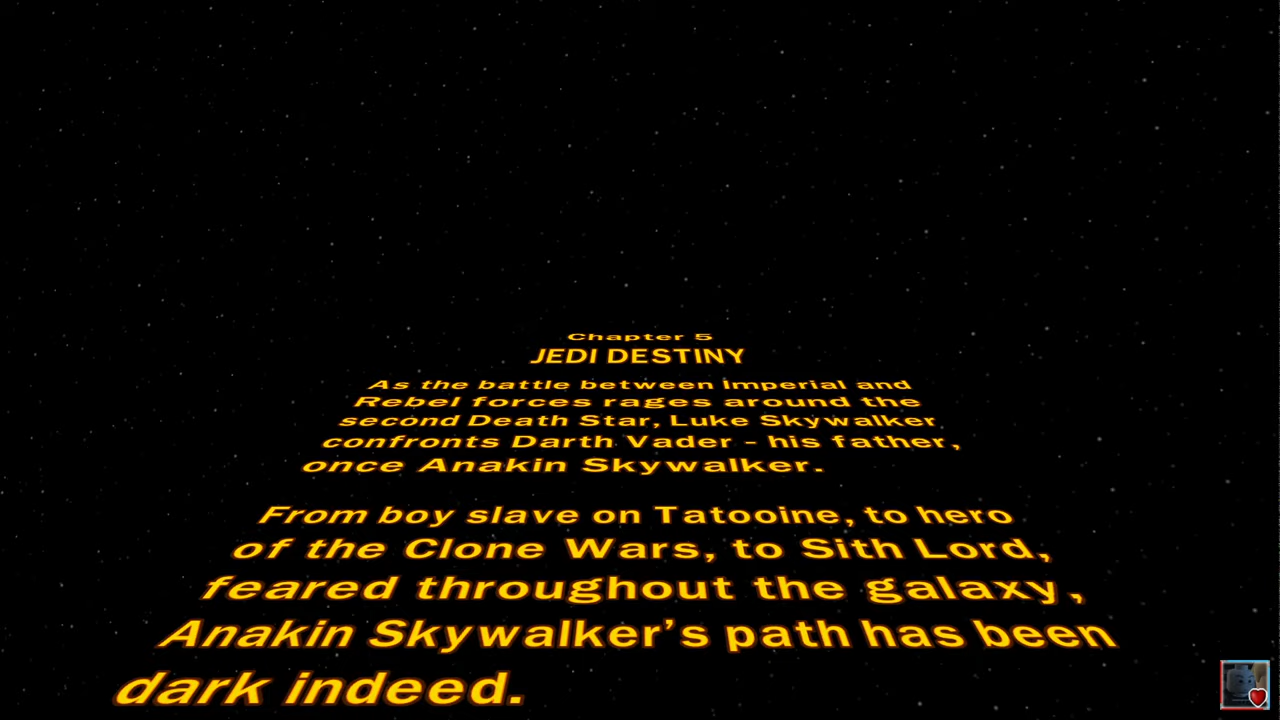 Chapter 5
JEDI DESTINY
As the battle between Imperial and
Rebel forces rages around the
second Death Star, Luke Skywalker
confronts Darth Vader - his father,
once Anakin Skywalker.
From boy slave on Tatooine, to hero
of the Clone Wars, to Sith Lord,
feared throughout the galaxy,
Anakin Skywalker's path has been
dark indeed.